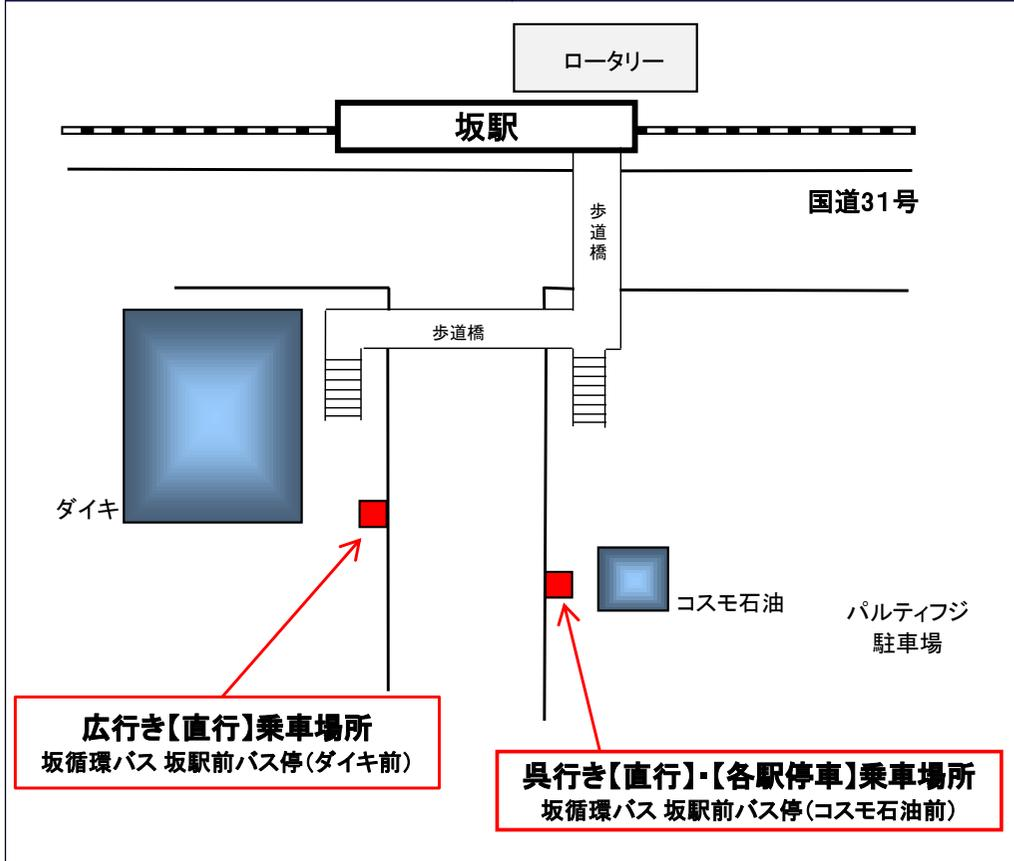 ロータリー
坂駅
国道31号
歩道橋
歩道橋
ダイキ
コスモ石油
パルティフジ
駐車場
広行き【直行】乗車場所
坂循環バス 坂駅前バス停(ダイキ前)
呉行き【直行】・【各駅停車】乗車場所
坂循環バス 坂駅前バス停(コスモ石油前)